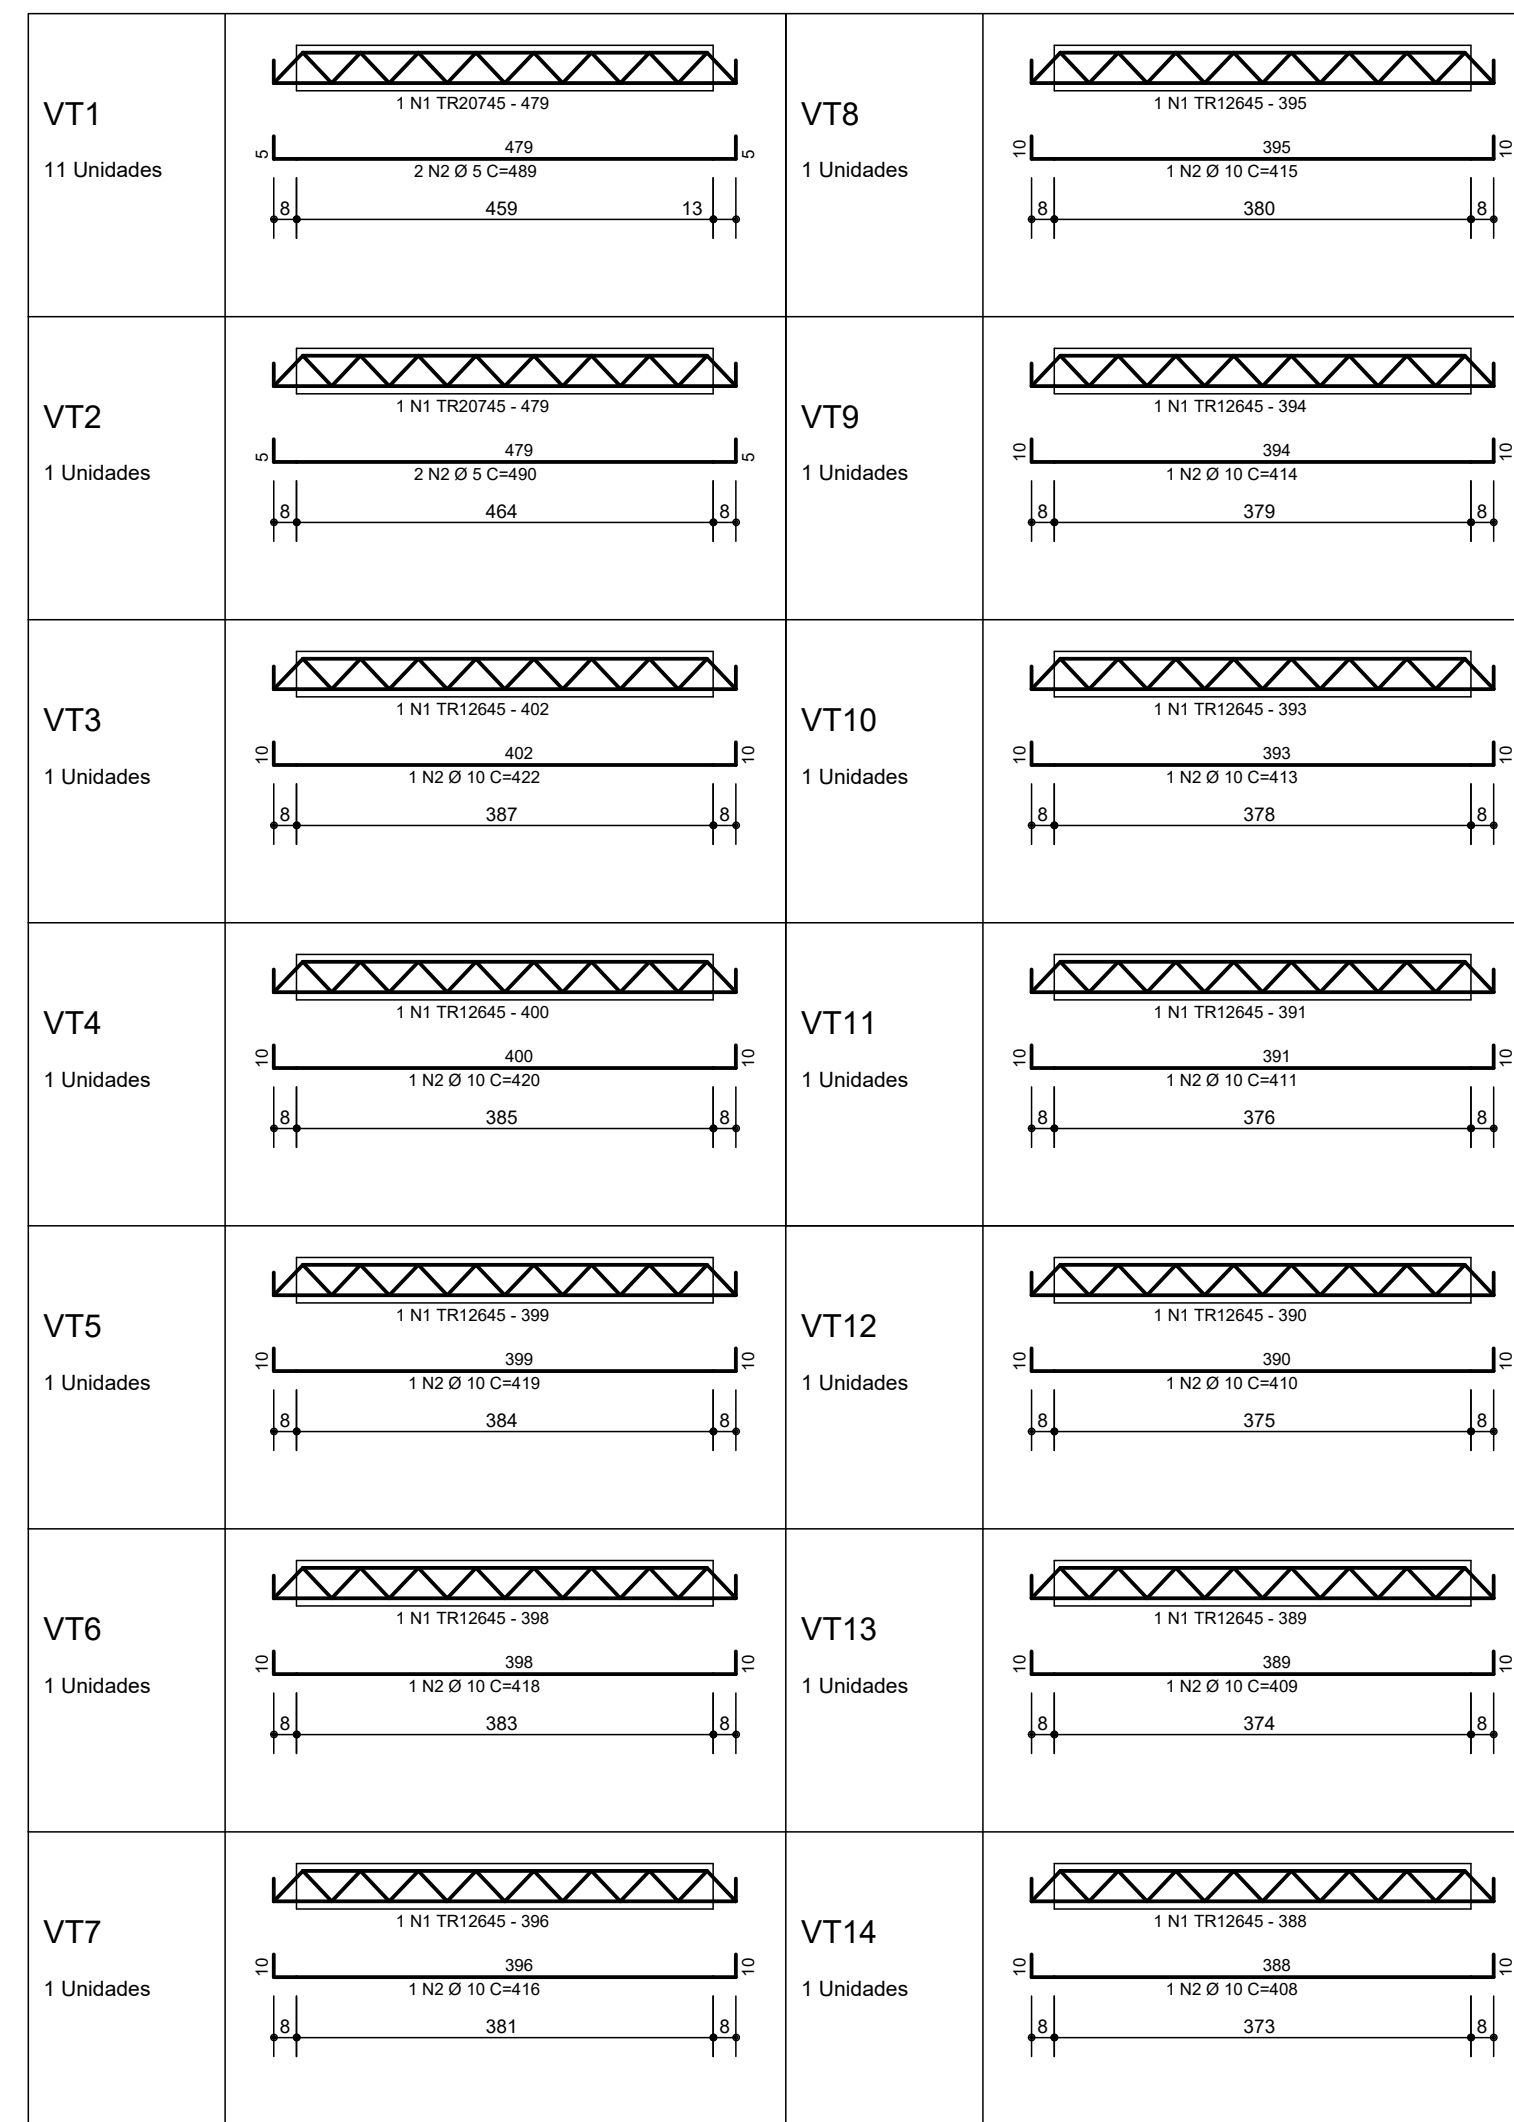 VT1
11 Unidades
1 N1 TR20745 - 479
5 479 5
2 N2 Ø 5 C=489
8 459 13
VT8
1 Unidades
1 N1 TR12645 - 395
10 395 10
1 N2 Ø 10 C=415
8 380 8
VT2
1 Unidades
1 N1 TR20745 - 479
5 479 5
2 N2 Ø 5 C=490
8 464 8
VT9
1 Unidades
1 N1 TR12645 - 394
10 394 10
1 N2 Ø 10 C=414
8 379 8
VT3
1 Unidades
1 N1 TR12645 - 402
10 402 10
1 N2 Ø 10 C=422
8 387 8
VT10
1 Unidades
1 N1 TR12645 - 393
10 393 10
1 N2 Ø 10 C=413
8 378 8
VT4
1 Unidades
1 N1 TR12645 - 400
10 400 10
1 N2 Ø 10 C=420
8 385 8
VT11
1 Unidades
1 N1 TR12645 - 391
10 391 10
1 N2 Ø 10 C=411
8 376 8
VT5
1 Unidades
1 N1 TR12645 - 399
10 399 10
1 N2 Ø 10 C=419
8 384 8
VT12
1 Unidades
1 N1 TR12645 - 390
10 390 10
1 N2 Ø 10 C=410
8 375 8
VT6
1 Unidades
1 N1 TR12645 - 398
10 398 10
1 N2 Ø 10 C=418
8 383 8
VT13
1 Unidades
1 N1 TR12645 - 389
10 389 10
1 N2 Ø 10 C=409
8 374 8
VT7
1 Unidades
1 N1 TR12645 - 396
10 396 10
1 N2 Ø 10 C=416
8 381 8
VT14
1 Unidades
1 N1 TR12645 - 388
10 388 10
1 N2 Ø 10 C=408
8 373 8